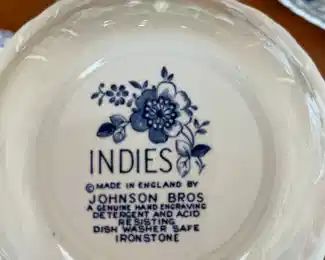 INDIES
© MADE IN ENGLAND BY
JOHNSON BROS
A GENUINE HAND ENGRAVING
DETERGENT AND ACID
RESISTING
DISH WASHER SAFE
IRONSTONE